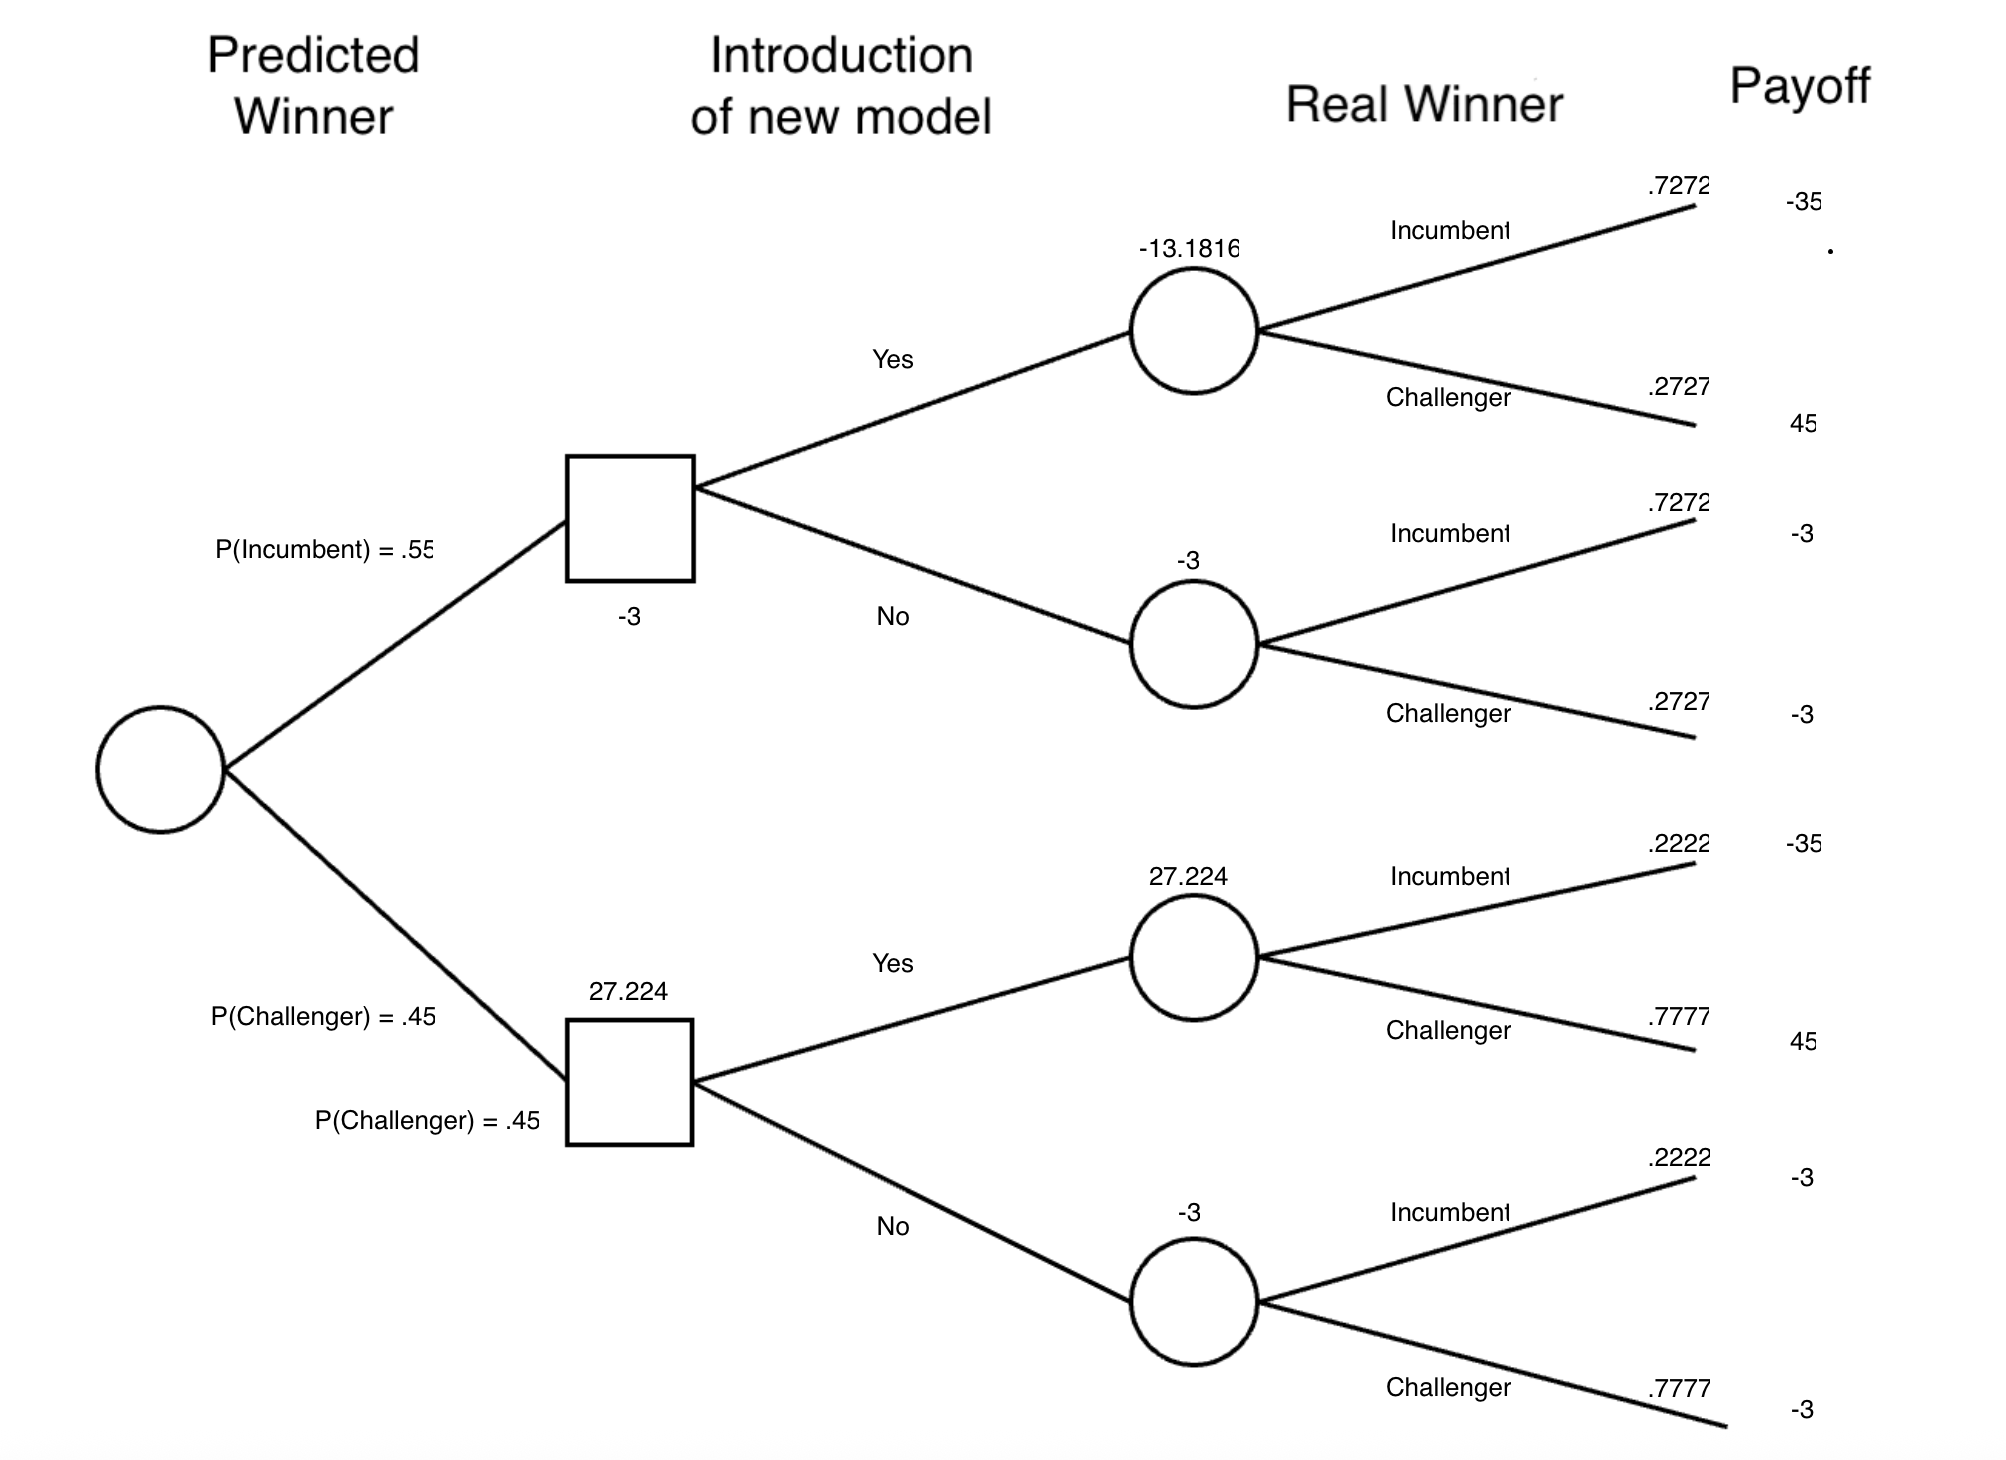 Predicted
Winner
Introduction
of new model
Real Winner
Payoff
.7272
-35
Incumbent
-13.1816
Yes
Challenger
.2727
45
.7272
Incumbent
-3
P(Incumbent) = .55
-3
-3
No
.2727
Challenger
-3
.2222
-35
Incumbent
27.224
Yes
27.224
P(Challenger) = .45
.7777
Challenger
45
P(Challenger) = .45
.2222
-3
Incumbent
-3
No
Challenger
.7777
-3